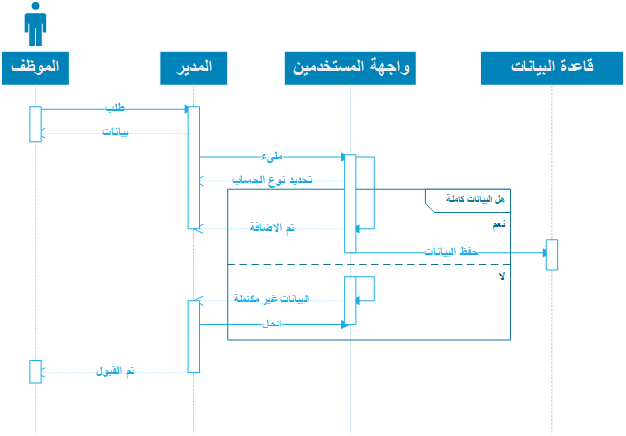 الموظف
المدير
واجهة المستخدمين
قاعدة البيانات
طلب
بيانات
مليء
تحديد نوع الحساب
هل البيانات كاملة
نعم
تم الاضافة
حفظ البيانات
لا
البيانات غير مكتملة
ادخل
تم القبول